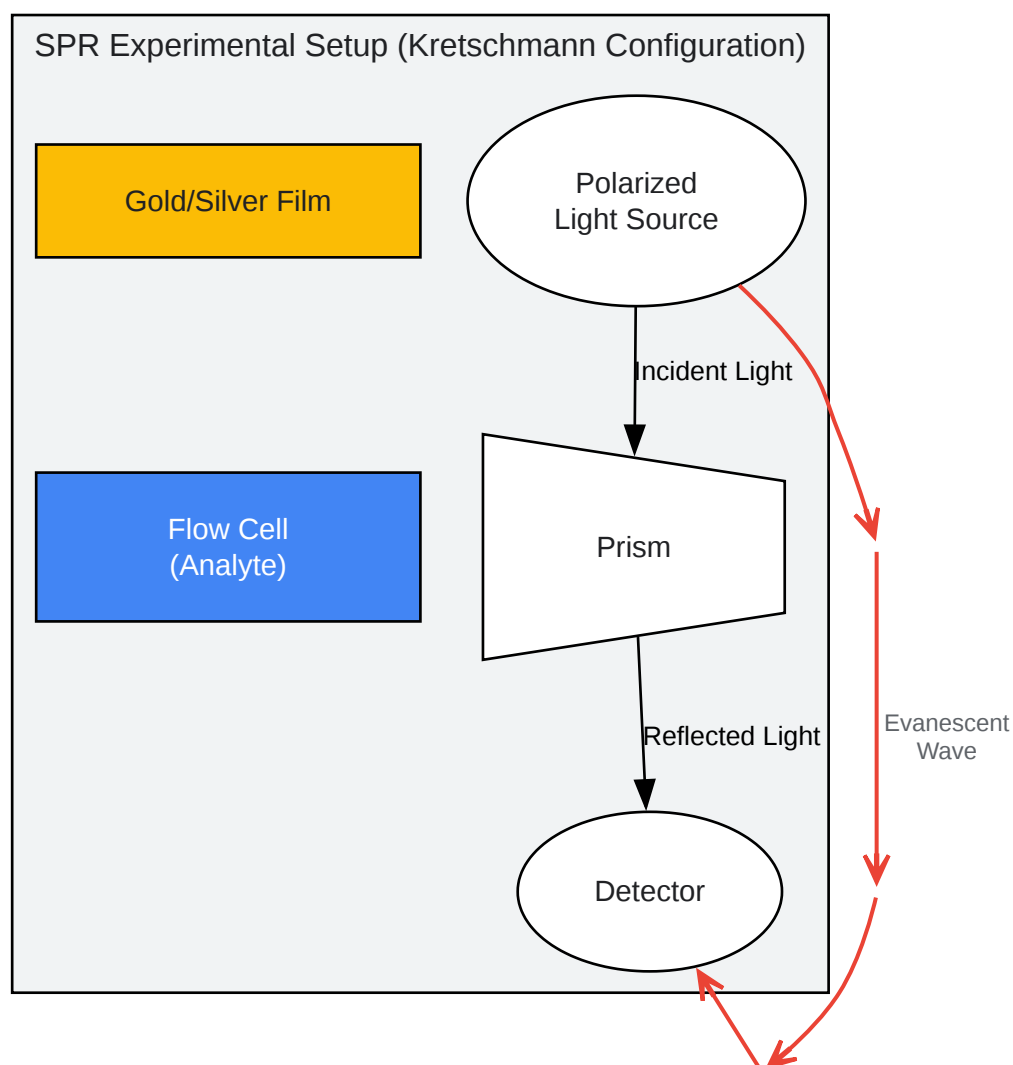 SPR Experimental Setup (Kretschmann Configuration)
Gold/Silver Film
Polarized
Light Source
Incident Light
Flow Cell
(Analyte)
Prism
Reflected Light
Evanescent
Wave
Detector